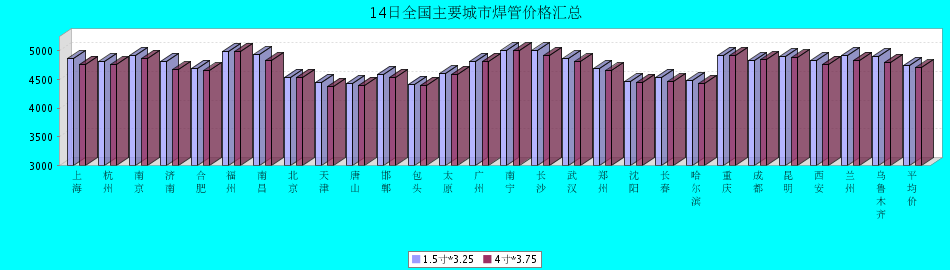 14日全国主要城市焊管价格汇总
5000
4500
4000
3500
3000
上海 杭州 南京 济南 合肥 福州 南昌 北京 天津 唐山 邯郸 包头 太原 广州 南宁 长沙 武汉 郑州 沈阳 长春 哈尔滨 重庆 成都 昆明 西安 兰州 乌鲁木齐 平均价
1.5寸*3.25 4寸*3.75